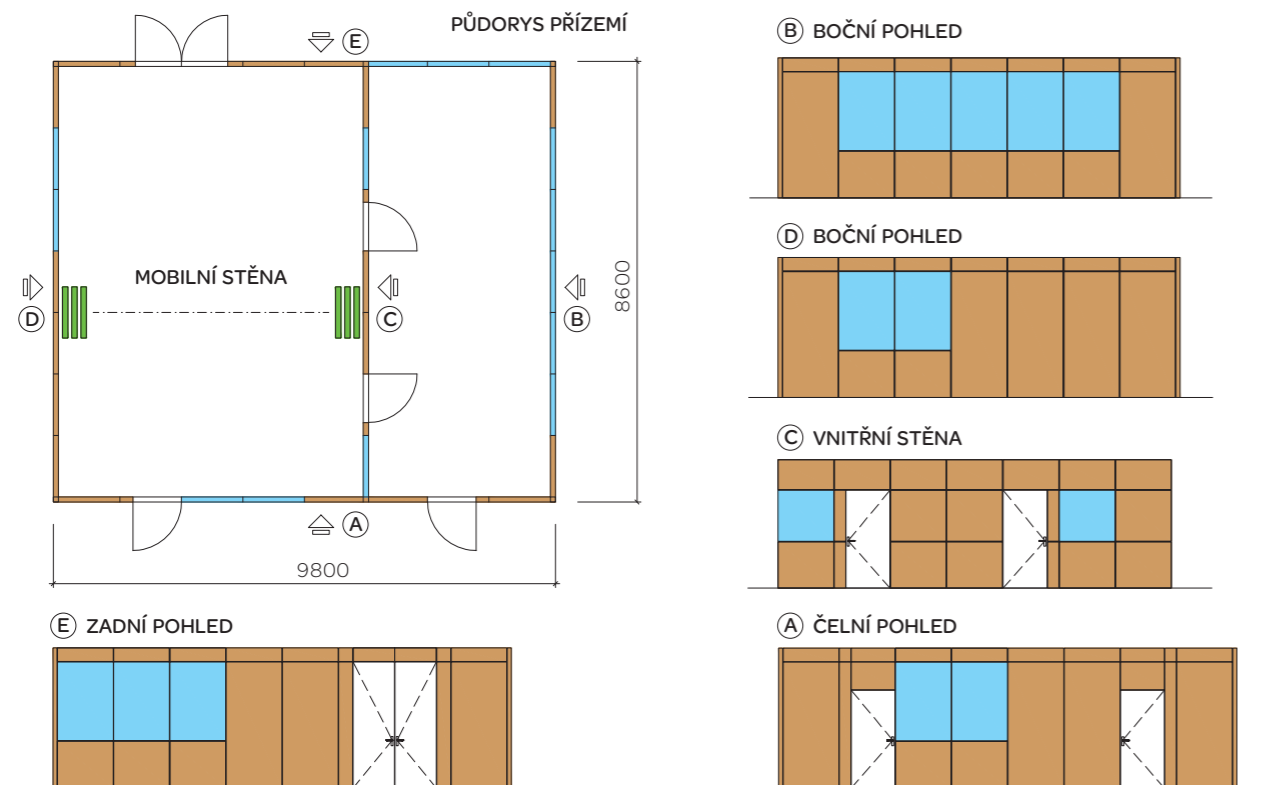 PŮDORYS PŘÍZEMÍ
E
MOBILNÍ STĚNA
D
C
B
A
8600
9800
B BOČNÍ POHLED
D BOČNÍ POHLED
C VNITŘNÍ STĚNA
E ZADNÍ POHLED
A ČELNÍ POHLED